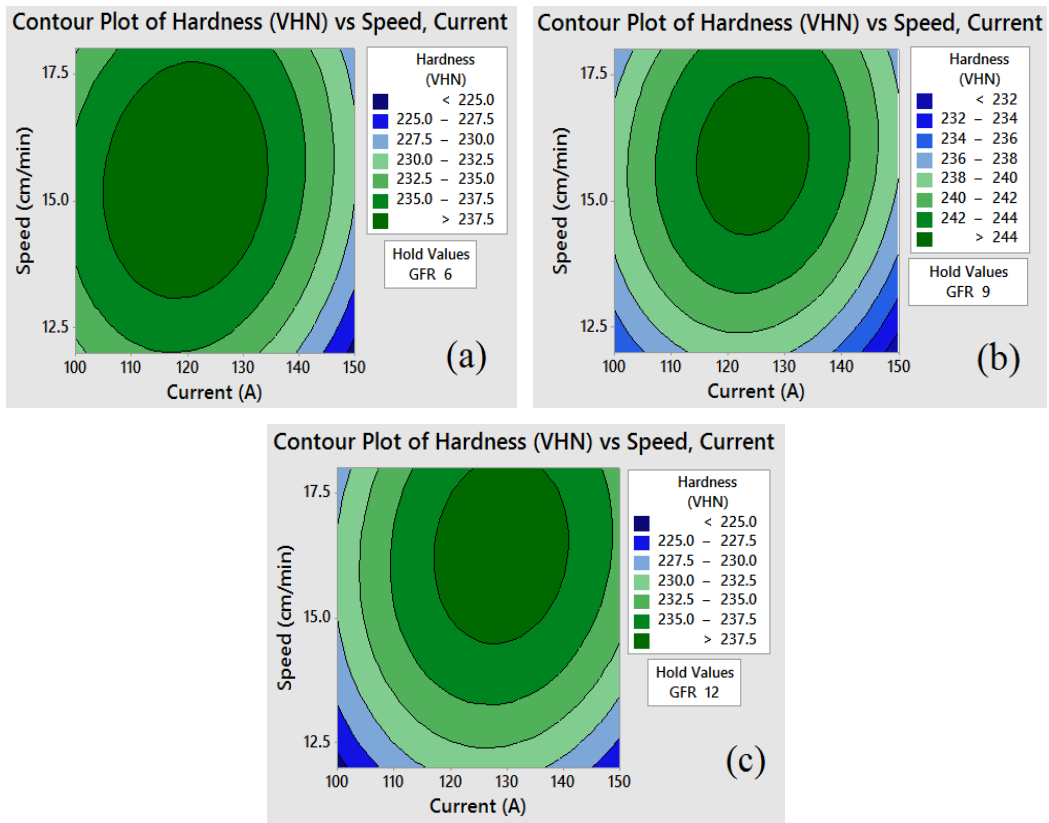 Contour Plot of Hardness (VHN) vs Speed, Current
Speed (cm/min)
17.5
15.0
12.5
100 110 120 130 140 150
Current (A)
Hardness
(VHN)
< 225.0
225.0 – 227.5
227.5 – 230.0
230.0 – 232.5
232.5 – 235.0
235.0 – 237.5
> 237.5
Hold Values
GFR 6
(a)
Contour Plot of Hardness (VHN) vs Speed, Current
Speed (cm/min)
17.5
15.0
12.5
100 110 120 130 140 150
Current (A)
Hardness
(VHN)
< 232
232 – 234
234 – 236
236 – 238
238 – 240
240 – 242
242 – 244
> 244
Hold Values
GFR 9
(b)
Contour Plot of Hardness (VHN) vs Speed, Current
Speed (cm/min)
17.5
15.0
12.5
100 110 120 130 140 150
Current (A)
Hardness
(VHN)
< 225.0
225.0 – 227.5
227.5 – 230.0
230.0 – 232.5
232.5 – 235.0
235.0 – 237.5
> 237.5
Hold Values
GFR 12
(c)